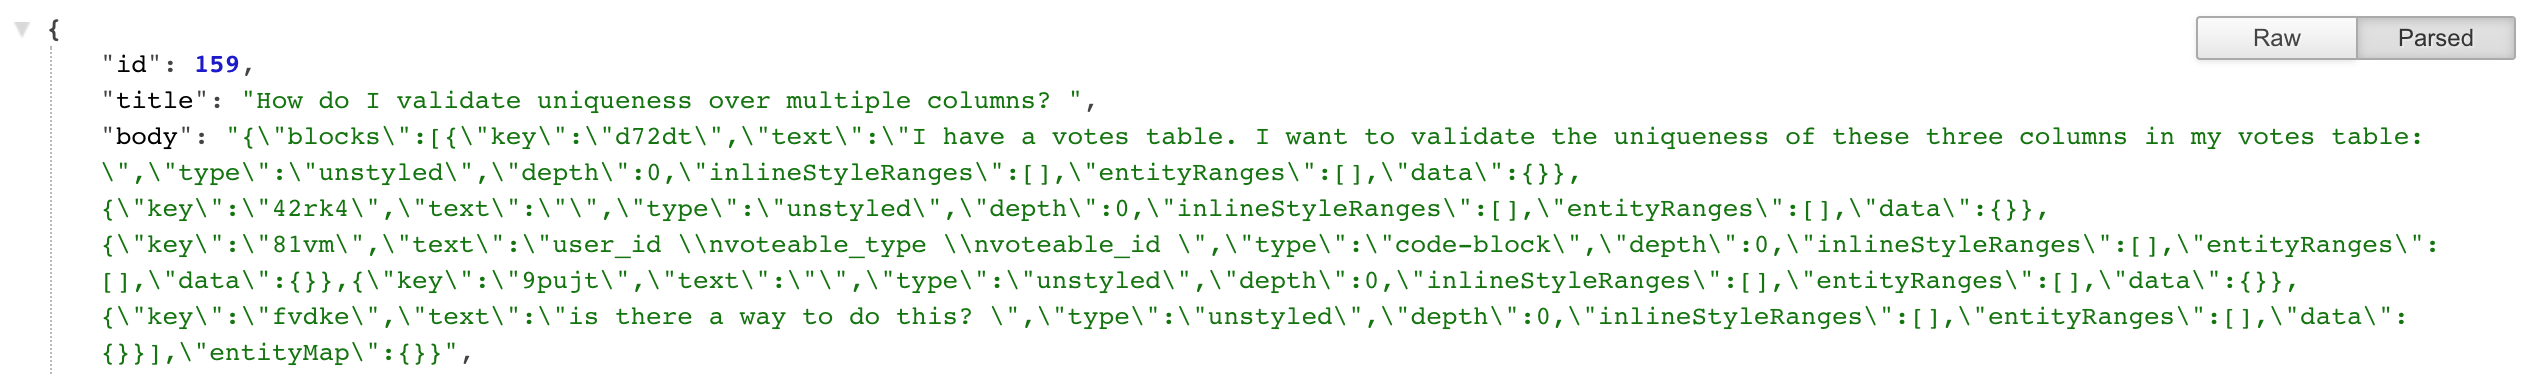 {
Raw Parsed
"id": 159,
"title": "How do I validate uniqueness over multiple columns? ",
"body": "{\"blocks\":[{\"key\":\"d72dt\",\"text\":\"I have a votes table. I want to validate the uniqueness of these three columns in my votes table:
\",\"type\":\"unstyled\",\"depth\":0,\"inlineStyleRanges\":[],\"entityRanges\":[],\"data\":{}},
{\"key\":\"42rk4\",\"text\":\"\",\"type\":\"unstyled\",\"depth\":0,\"inlineStyleRanges\":[],\"entityRanges\":[],\"data\":{}},
{\"key\":\"81vm\",\"text\":\"user_id \\nvoteable_type \\nvoteable_id \",\"type\":\"code-block\",\"depth\":0,\"inlineStyleRanges\":[],\"entityRanges\":
[],\"data\":{}},{\"key\":\"9pujt\",\"text\":\"\",\"type\":\"unstyled\",\"depth\":0,\"inlineStyleRanges\":[],\"entityRanges\":[],\"data\":{}},
{\"key\":\"fvdke\",\"text\":\"is there a way to do this? \",\"type\":\"unstyled\",\"depth\":0,\"inlineStyleRanges\":[],\"entityRanges\":[],\"data\":
{}}],\"entityMap\":{}}",